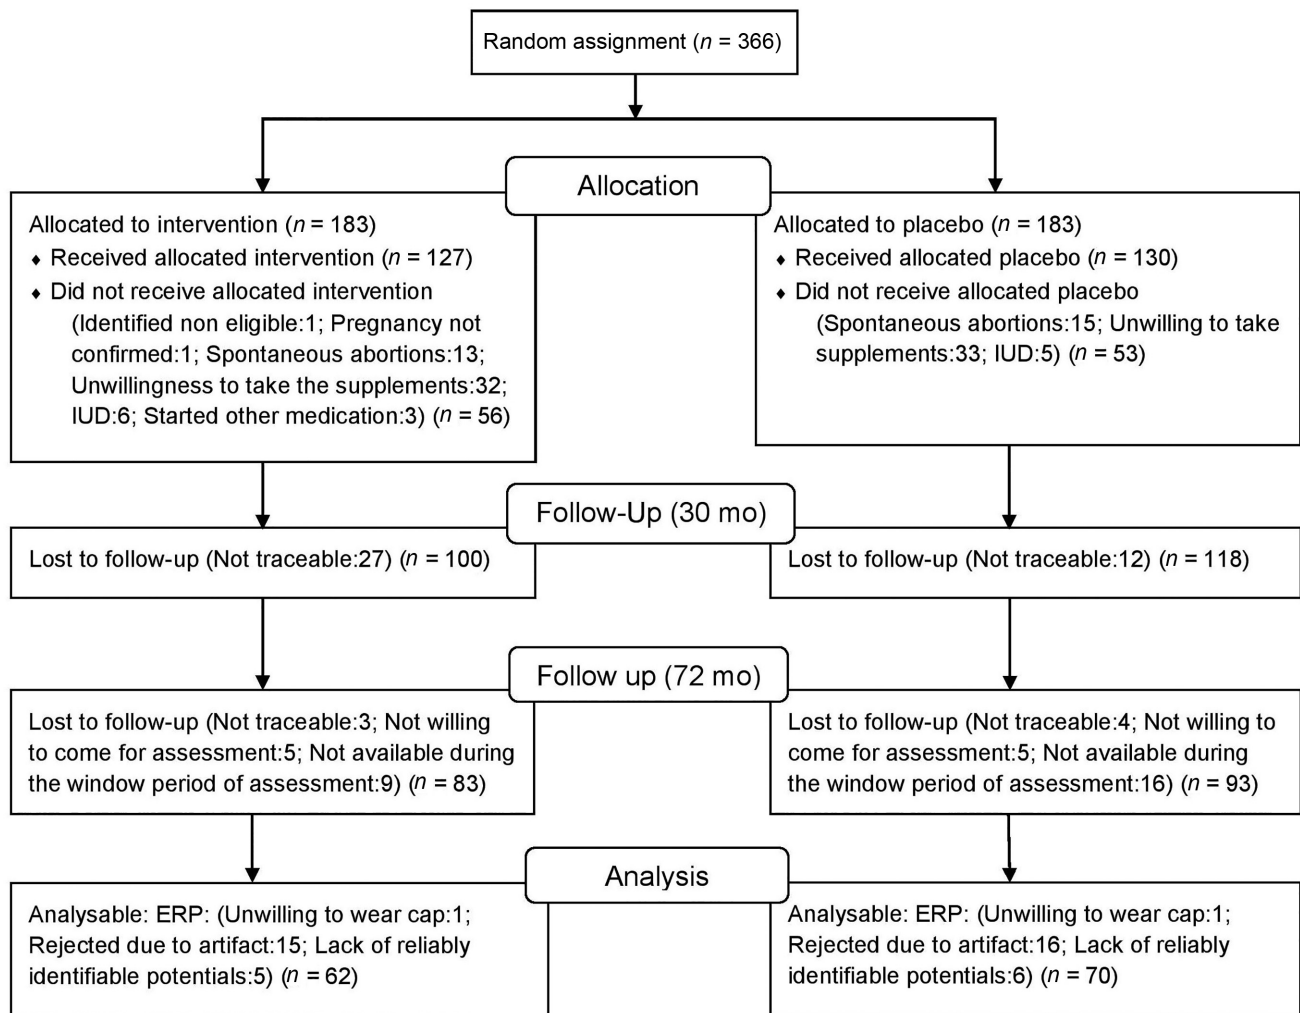 Random assignment (n = 366)
Allocation
Allocated to intervention (n = 183)
♦ Received allocated intervention (n = 127)
♦ Did not receive allocated intervention
(Identified non eligible:1; Pregnancy not
confirmed:1; Spontaneous abortions:13;
Unwillingness to take the supplements:32;
IUD:6; Started other medication:3) (n = 56)
Allocated to placebo (n = 183)
♦ Received allocated placebo (n = 130)
♦ Did not receive allocated placebo
(Spontaneous abortions:15; Unwilling to take
supplements:33; IUD:5) (n = 53)
Follow-Up (30 mo)
Lost to follow-up (Not traceable:27) (n = 100)
Lost to follow-up (Not traceable:12) (n = 118)
Follow up (72 mo)
Lost to follow-up (Not traceable:3; Not willing
to come for assessment:5; Not available during
the window period of assessment:9) (n = 83)
Lost to follow-up (Not traceable:4; Not willing to
come for assessment:5; Not available during
the window period of assessment:16) (n = 93)
Analysis
Analysable: ERP: (Unwilling to wear cap:1;
Rejected due to artifact:15; Lack of reliably
identifiable potentials:5) (n = 62)
Analysable: ERP: (Unwilling to wear cap:1;
Rejected due to artifact:16; Lack of reliably
identifiable potentials:6) (n = 70)